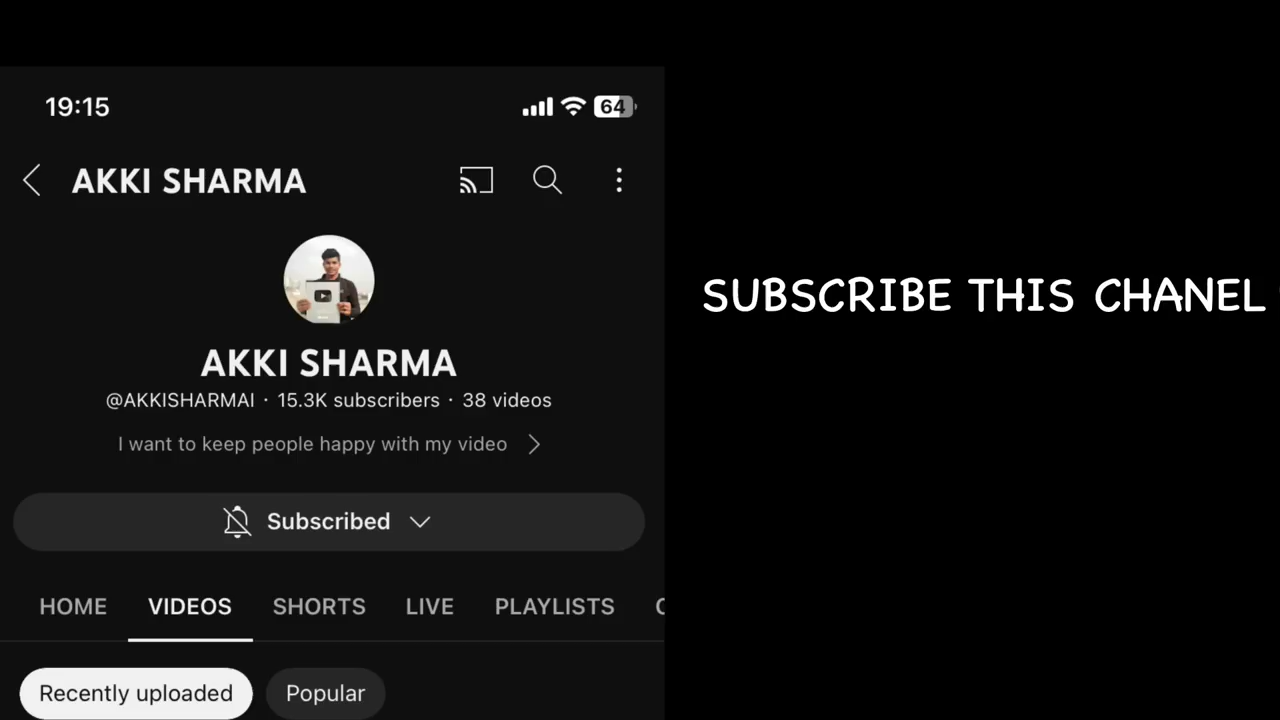 19:15
64
AKKI SHARMA
AKKI SHARMA
@AKKISHARMAI · 15.3K subscribers · 38 videos
I want to keep people happy with my video
Subscribed
HOME VIDEOS SHORTS LIVE PLAYLISTS
Recently uploaded Popular
SUBSCRIBE THIS CHANEL